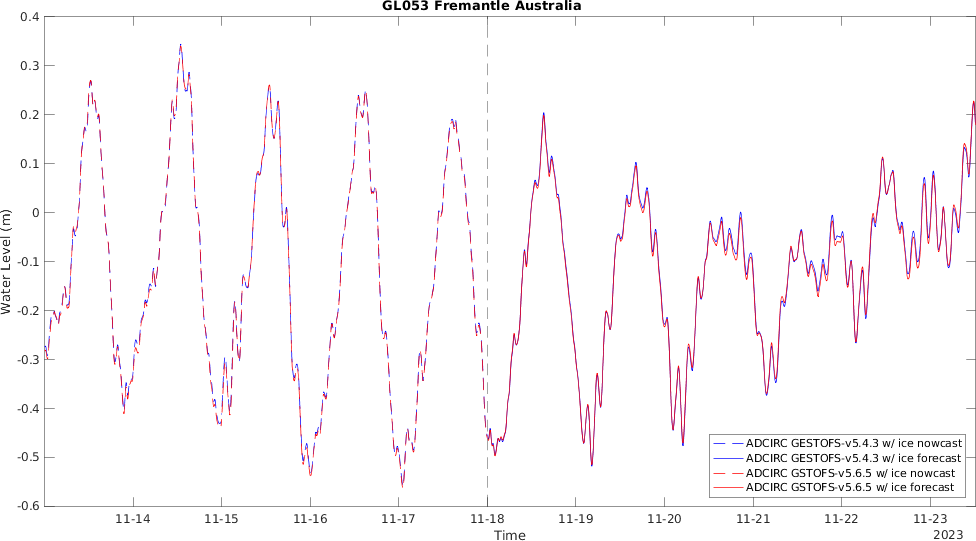 GL053 Fremantle Australia
0.4
0.3
0.2
0.1
0
-0.1
-0.2
-0.3
-0.4
-0.5
-0.6
Water Level (m)
ADCIRC GESTOFS-v5.4.3 w/ ice nowcast
ADCIRC GESTOFS-v5.4.3 w/ ice forecast
ADCIRC GSTOFS-v5.6.5 w/ ice nowcast
ADCIRC GSTOFS-v5.6.5 w/ ice forecast
11-14 11-15 11-16 11-17 11-18 11-19 11-20 11-21 11-22 11-23
Time
2023